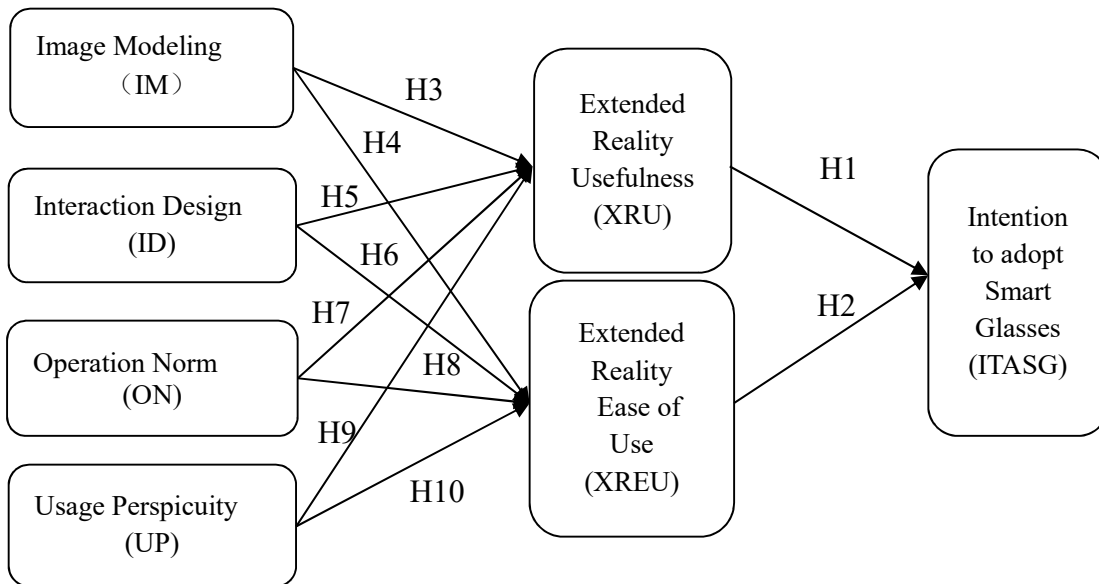 Image Modeling
（IM）
H3
H4
Interaction Design
(ID)
H5
H6
Operation Norm
(ON)
H7
H8
Usage Perspicuity
(UP)
H9
H10
Extended
Reality
Usefulness
(XRU)
Extended
Reality
Ease of
Use
(XREU)
H1
H2
Intention
to adopt
Smart
Glasses
(ITASG)